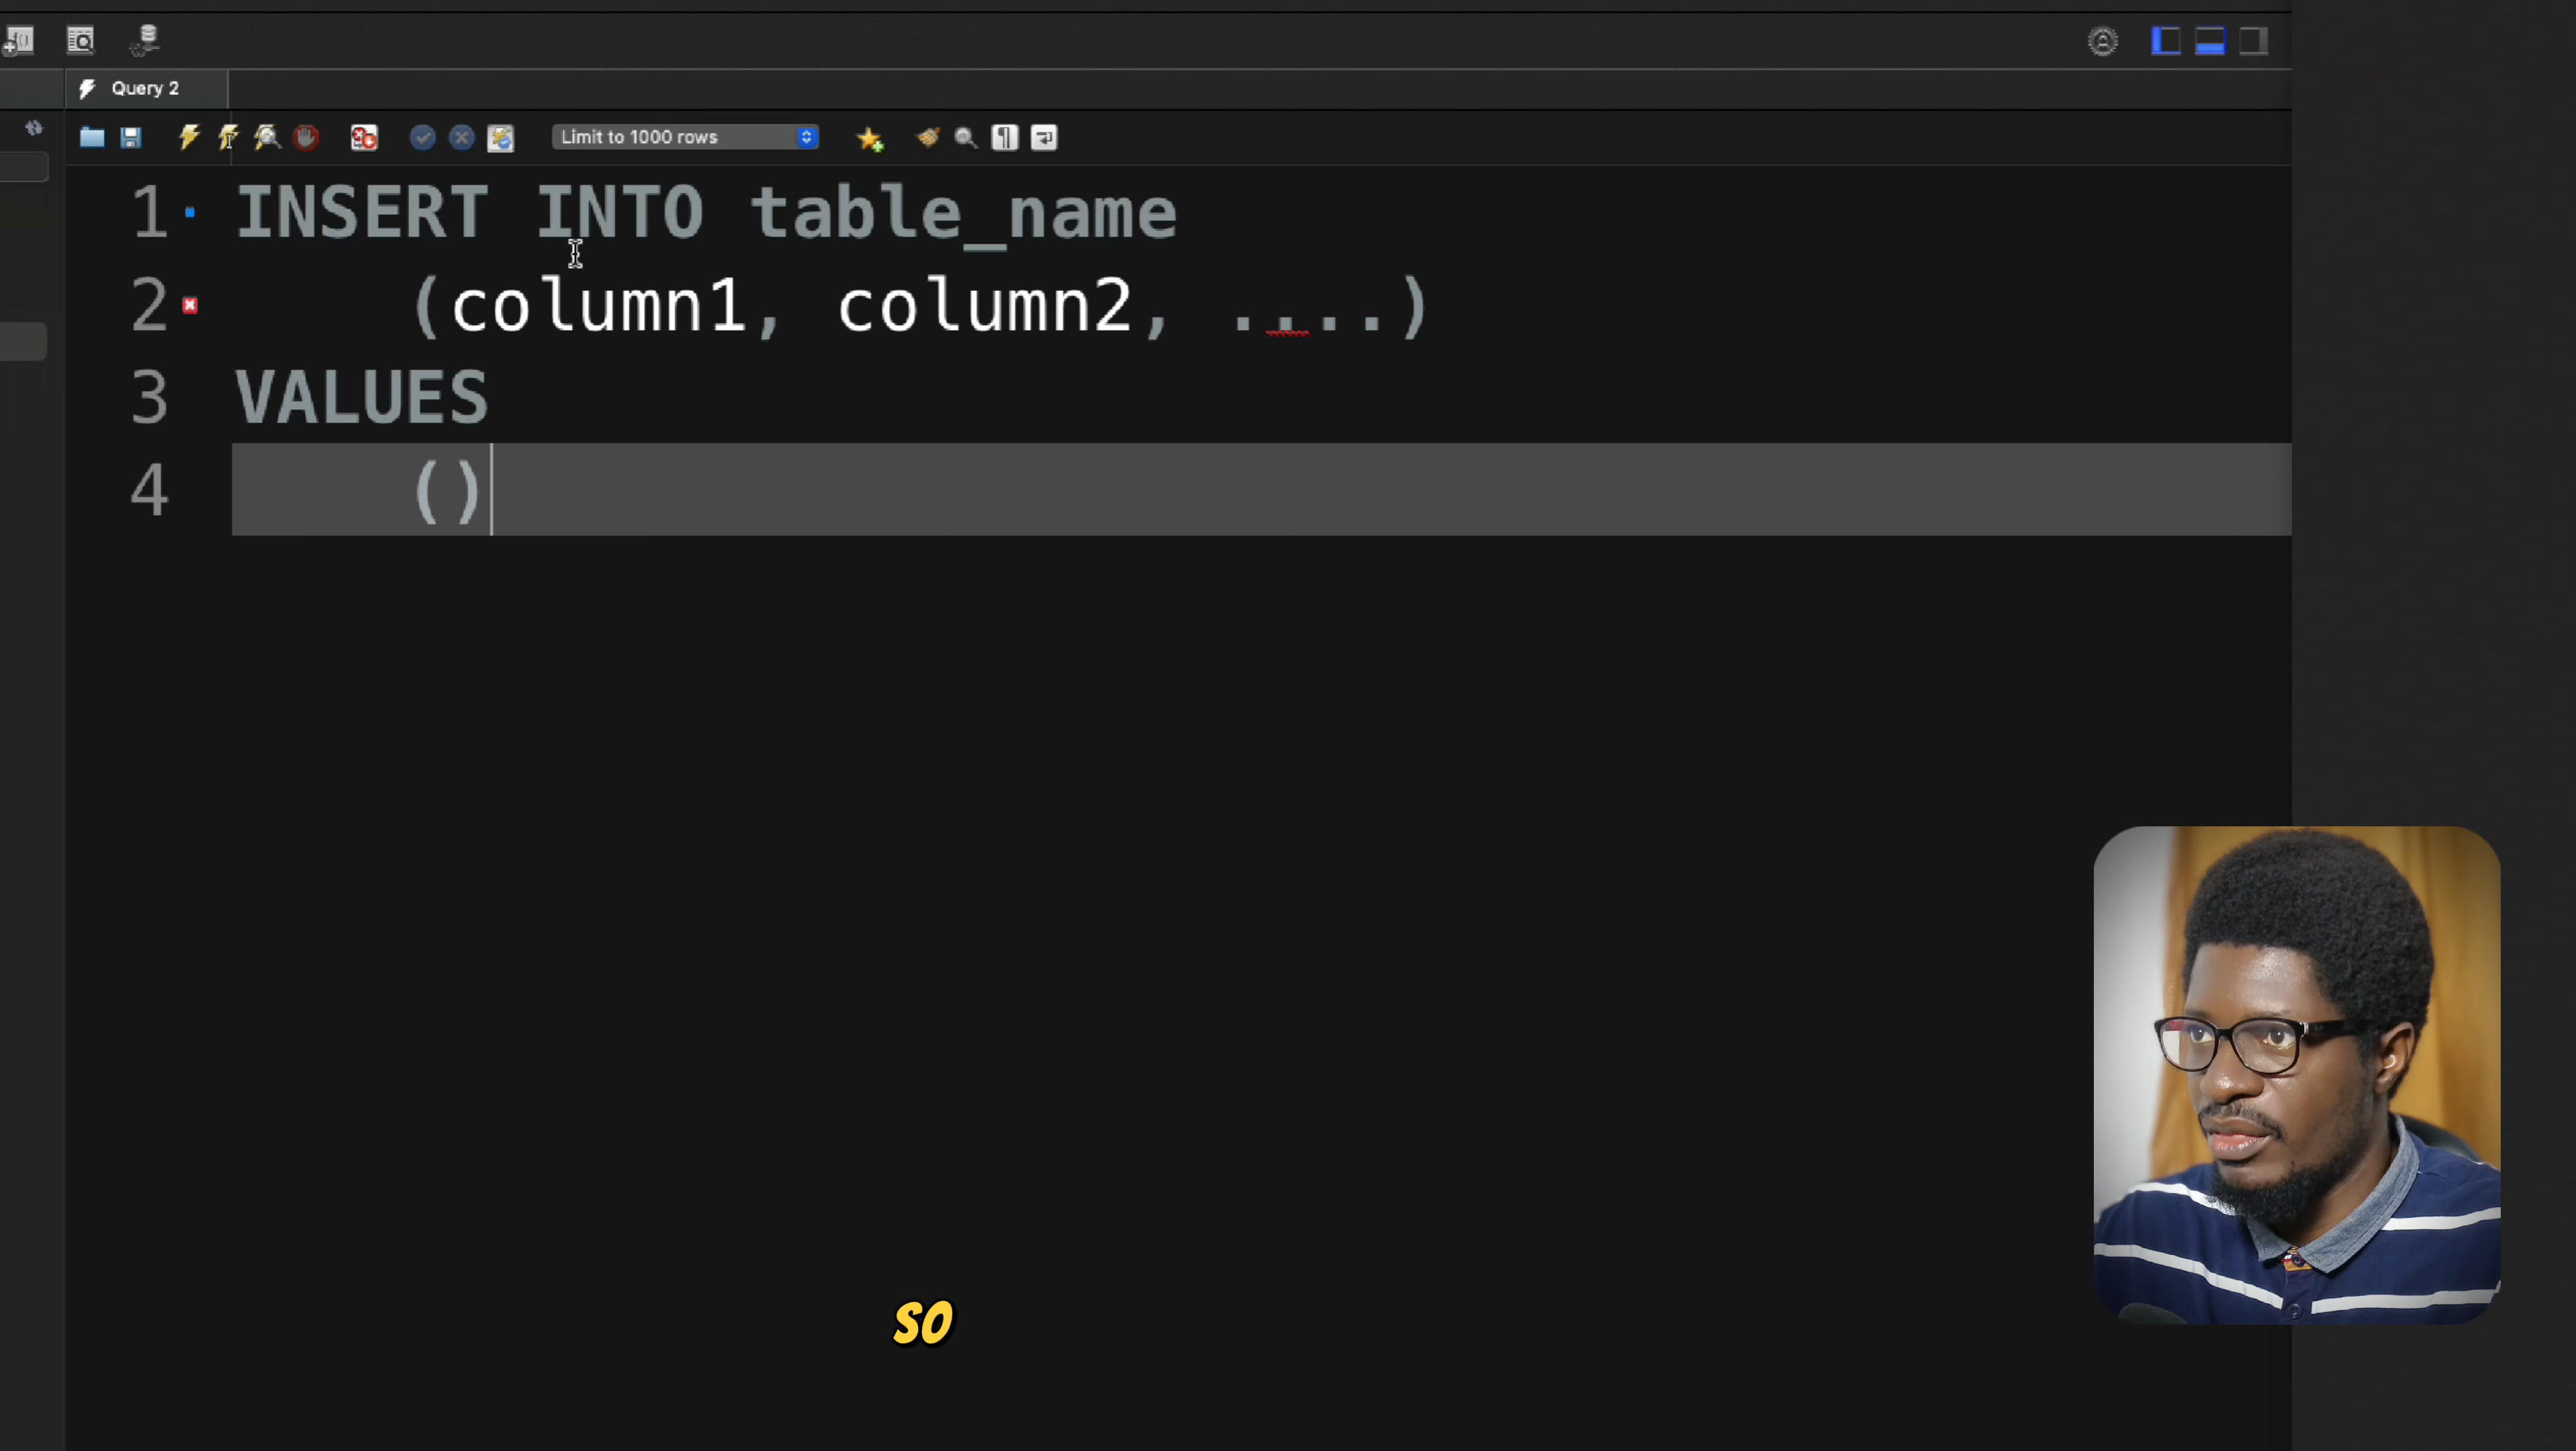 Query 2
Limit to 1000 rows
1 INSERT INTO table_name
2 (column1, column2, ....)
3 VALUES
4 ()
SO